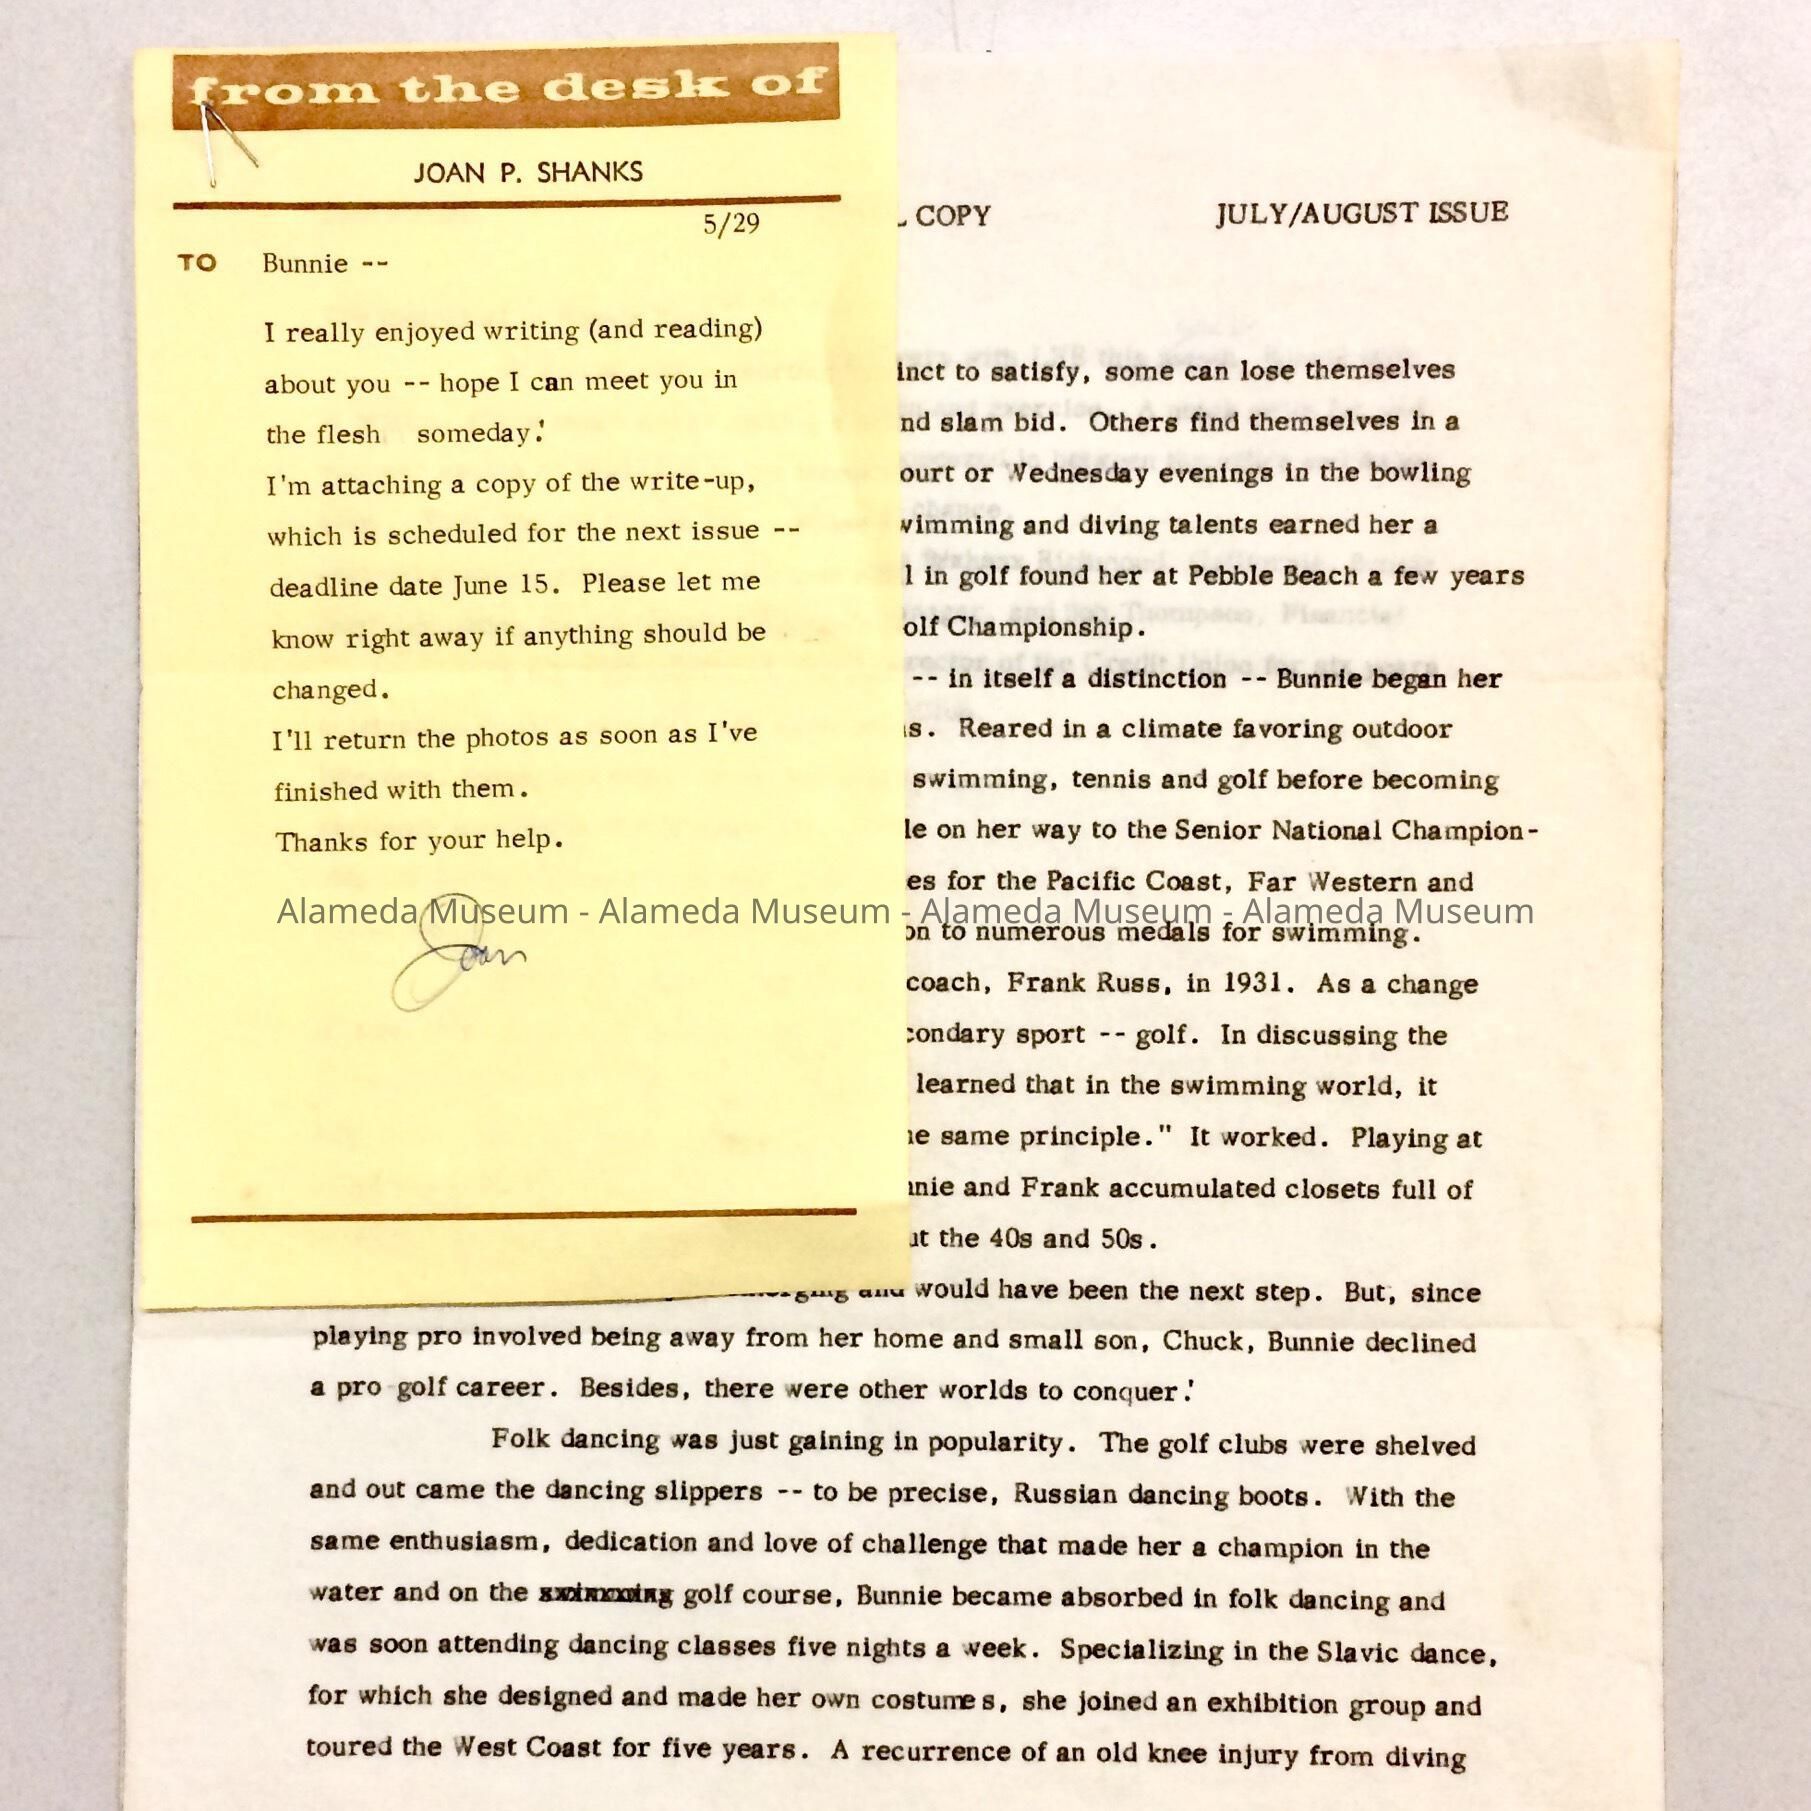 from the desk of
JOAN P. SHANKS
5/29
TO Bunnie --
I really enjoyed writing (and reading)
about you -- hope I can meet you in
the flesh someday!
I'm attaching a copy of the write-up,
which is scheduled for the next issue --
deadline date June 15. Please let me
know right away if anything should be
changed.
I'll return the photos as soon as I've
finished with them.
Thanks for your help.
Joan
COPY JULY/AUGUST ISSUE
inct to satisfy, some can lose themselves
nd slam bid. Others find themselves in a
ourt or Wednesday evenings in the bowling
wimming and diving talents earned her a
l in golf found her at Pebble Beach a few years
olf Championship.
-- in itself a distinction -- Bunnie began her
s. Reared in a climate favoring outdoor
swimming, tennis and golf before becoming
le on her way to the Senior National Champion-
es for the Pacific Coast, Far Western and
Alameda Museum - Alameda Museum - Alameda Museum - Alameda Museum
on to numerous medals for swimming.
coach, Frank Russ, in 1931. As a change
condary sport -- golf. In discussing the
learned that in the swimming world, it
he same principle." It worked. Playing at
nnie and Frank accumulated closets full of
ut the 40s and 50s.
would have been the next step. But, since
playing pro involved being away from her home and small son, Chuck, Bunnie declined
a pro golf career. Besides, there were other worlds to conquer!
Folk dancing was just gaining in popularity. The golf clubs were shelved
and out came the dancing slippers -- to be precise, Russian dancing boots. With the
same enthusiasm, dedication and love of challenge that made her a champion in the
water and on the golf course, Bunnie became absorbed in folk dancing and
was soon attending dancing classes five nights a week. Specializing in the Slavic dance,
for which she designed and made her own costumes, she joined an exhibition group and
toured the West Coast for five years. A recurrence of an old knee injury from diving